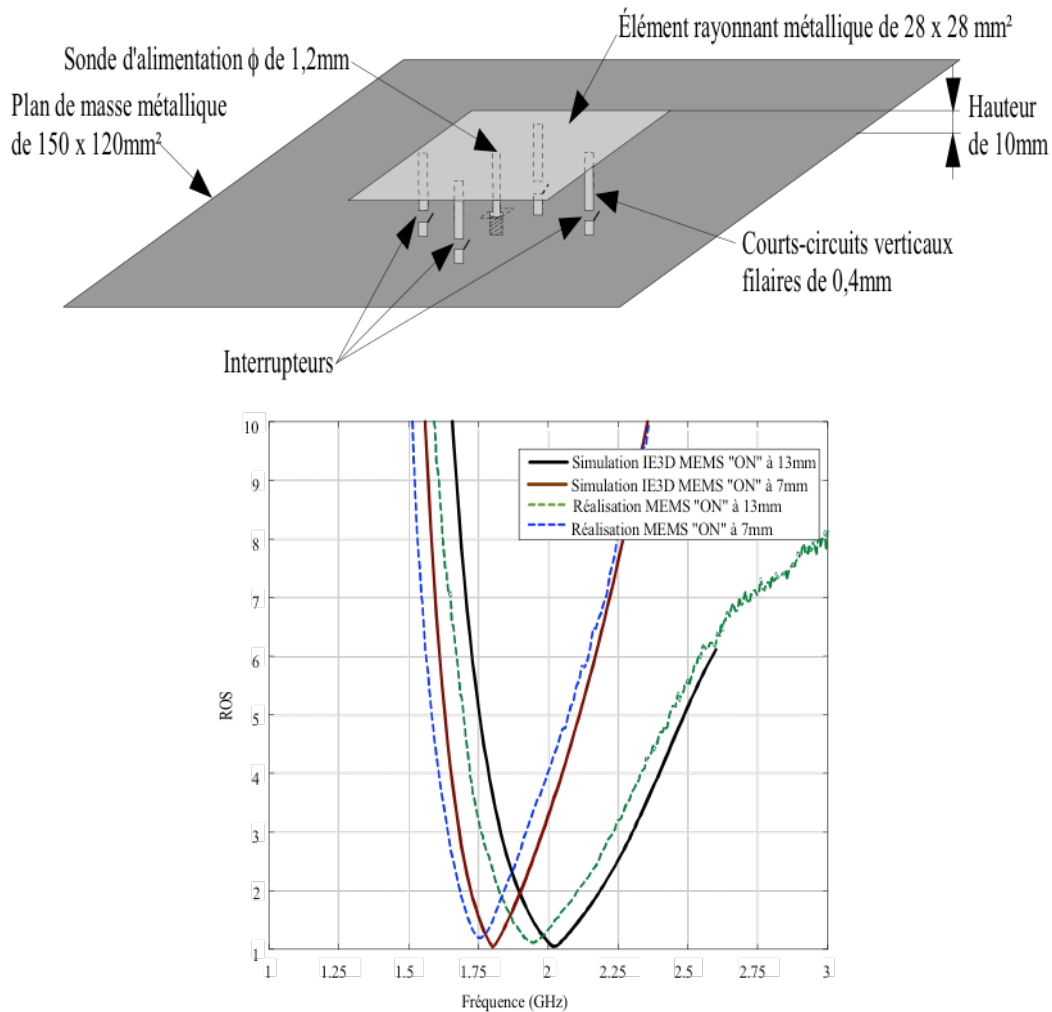 Élément rayonnant métallique de 28 x 28 mm²
Sonde d'alimentation ϕ de 1,2mm
Plan de masse métallique
de 150 x 120mm²
Hauteur
de 10mm
Courts-circuits verticaux
filaires de 0,4mm
Interrupteurs
10
9
8
7
6
5
4
3
2
1
ROS
Simulation IE3D MEMS "ON" à 13mm
Simulation IE3D MEMS "ON" à 7mm
Réalisation MEMS "ON" à 13mm
Réalisation MEMS "ON" à 7mm
1 1.25 1.5 1.75 2 2.25 2.5 2.75 3
Fréquence (GHz)